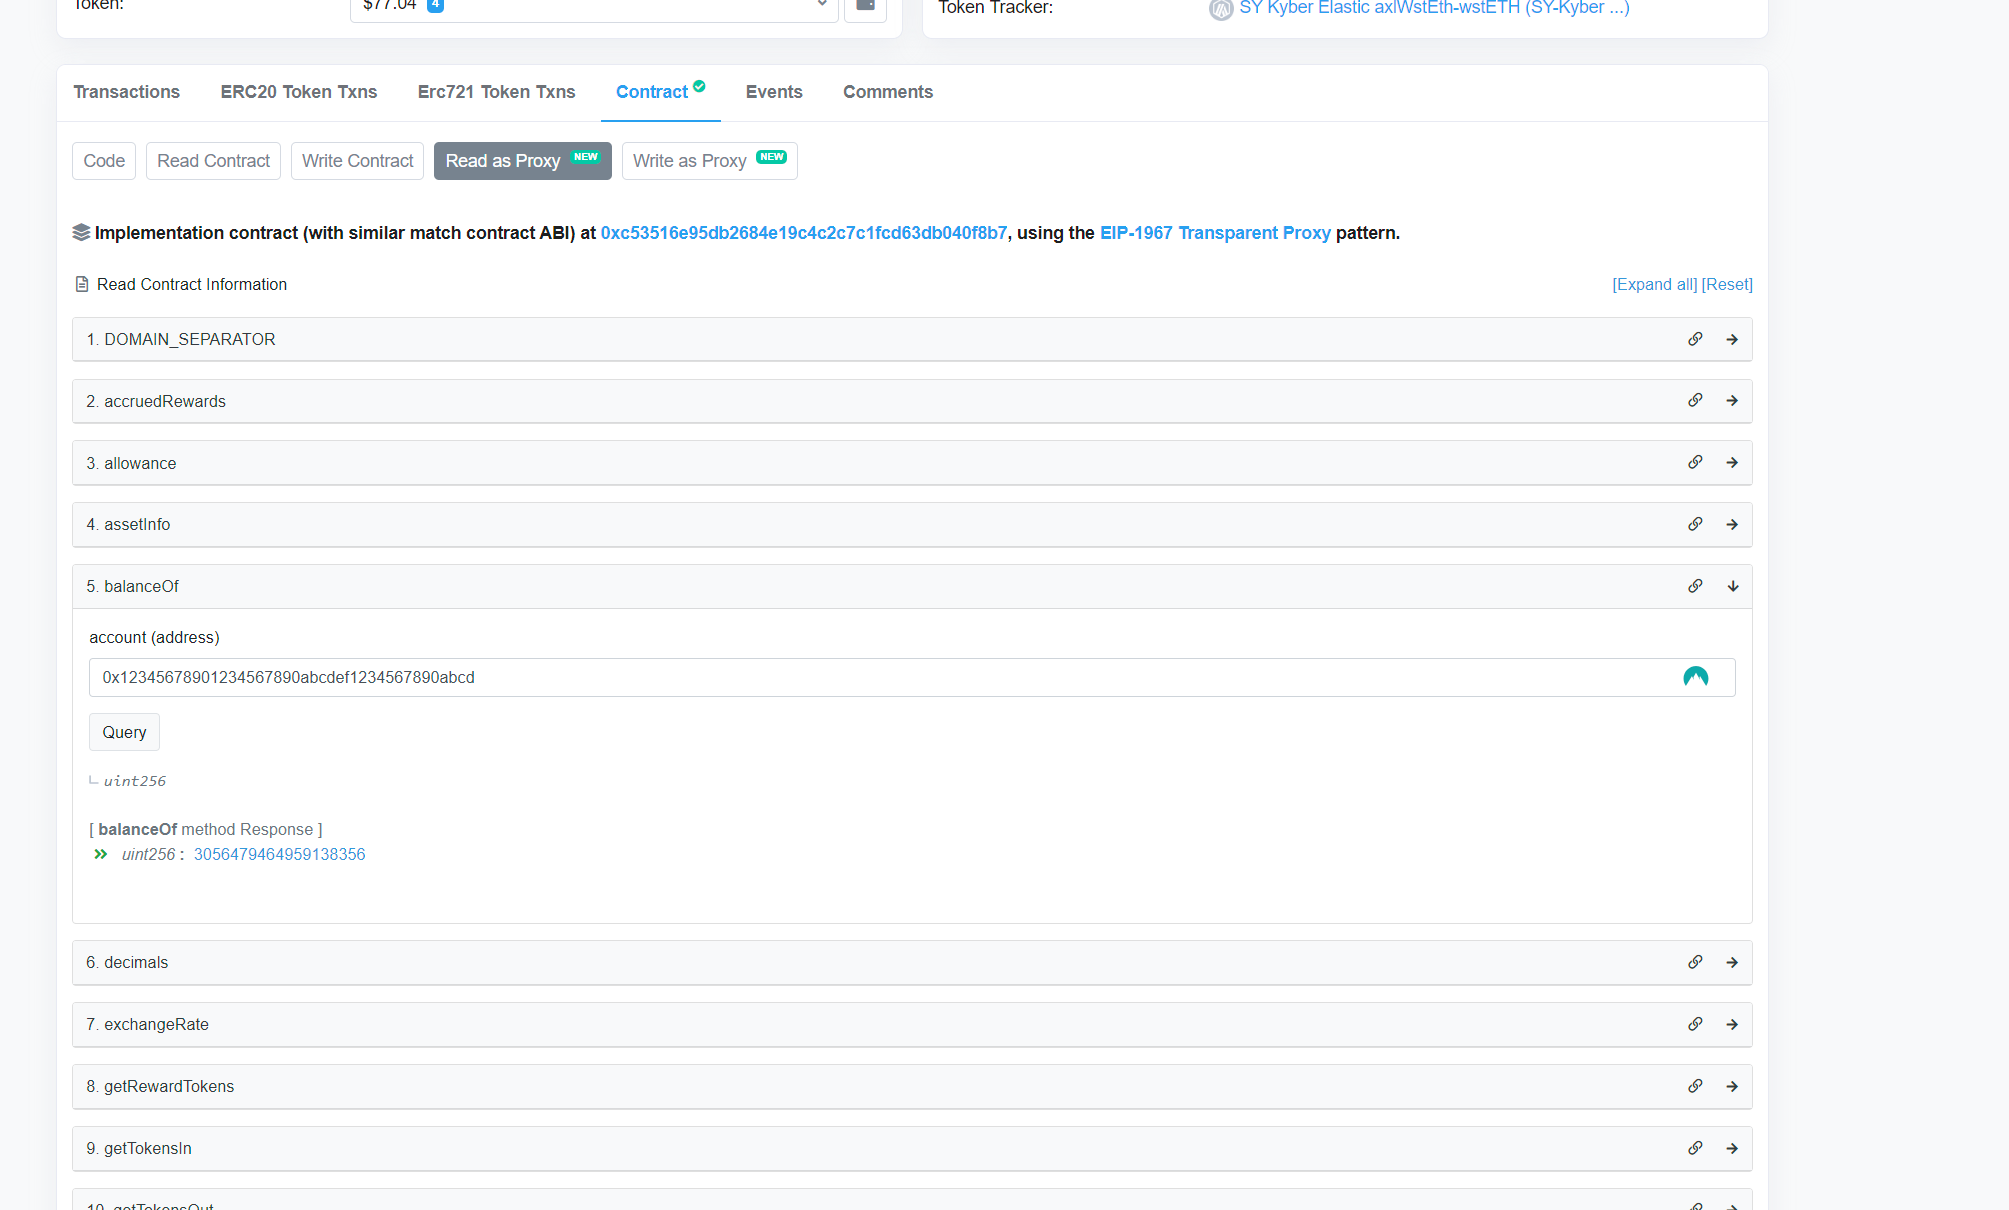 Token:
$77.04 4
Token Tracker:
SY Kyber Elastic axlWstEth-wstETH (SY-Kyber ...)
Transactions ERC20 Token Txns Erc721 Token Txns Contract Events Comments
Code Read Contract Write Contract Read as Proxy NEW Write as Proxy NEW
Implementation contract (with similar match contract ABI) at 0xc53516e95db2684e19c4c2c7c1fcd63db040f8b7, using the EIP-1967 Transparent Proxy pattern.
Read Contract Information
[Expand all] [Reset]
1. DOMAIN_SEPARATOR
2. accruedRewards
3. allowance
4. assetInfo
5. balanceOf
account (address)
0x12345678901234567890abcdef1234567890abcd
Query
uint256
[ balanceOf method Response ]
uint256 : 3056479464959138356
6. decimals
7. exchangeRate
8. getRewardTokens
9. getTokensIn
10. getTokensOut